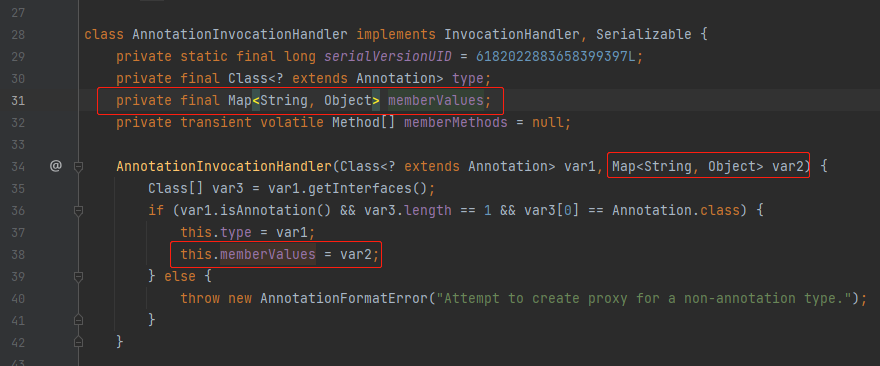 27
28 class AnnotationInvocationHandler implements InvocationHandler, Serializable {
29 private static final long serialVersionUID = 6182022883658399397L;
30 private final Class<? extends Annotation> type;
31 private final Map<String, Object> memberValues;
32 private transient volatile Method[] memberMethods = null;
33
34 @ AnnotationInvocationHandler(Class<? extends Annotation> var1, Map<String, Object> var2) {
35 Class[] var3 = var1.getInterfaces();
36 if (var1.isAnnotation() && var3.length == 1 && var3[0] == Annotation.class) {
37 this.type = var1;
38 this.memberValues = var2;
39 } else {
40 throw new AnnotationFormatError("Attempt to create proxy for a non-annotation type.");
41 }
42 }
43